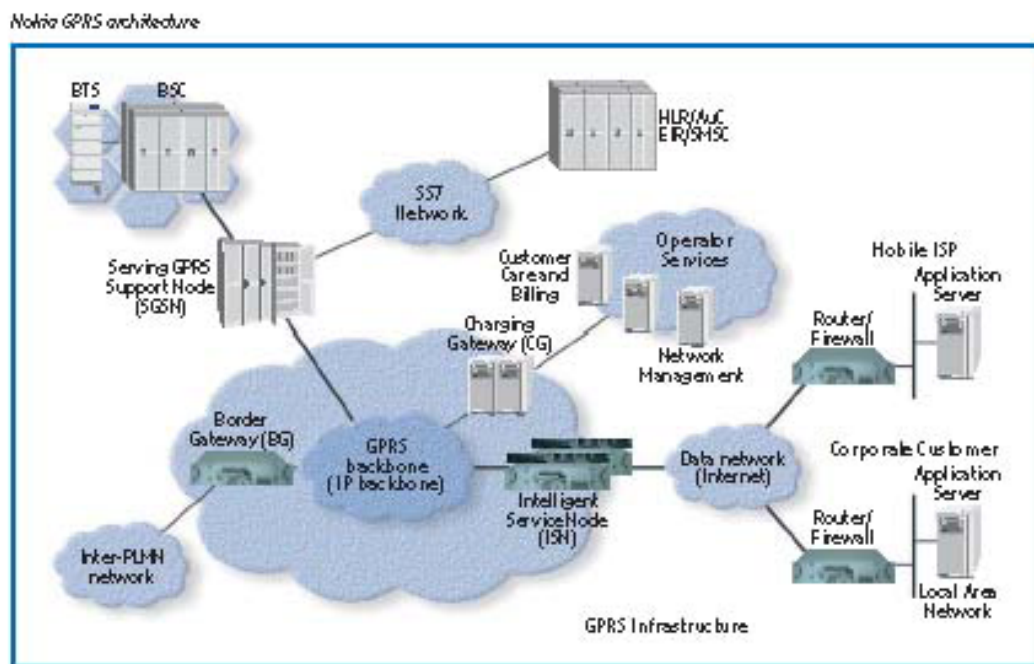 Nokia GPRS architecture
BTS
BSC
HLR/AuC
EIR/SMSC
SS7
Network
Serving GPRS
Support Node
(SGSN)
Customer
Care and
Billing
Operator
Services
Network
Management
Charging
Gateway (CG)
Mobile ISP
Application
Server
Router/
Firewall
Border
Gateway (BG)
GPRS
backbone
(IP backbone)
Intelligent
Service Node
(ISN)
Data network
(Internet)
Corporate Customer
Application
Server
Router/
Firewall
Local Area
Network
Inter-PLMN
network
GPRS Infrastructure